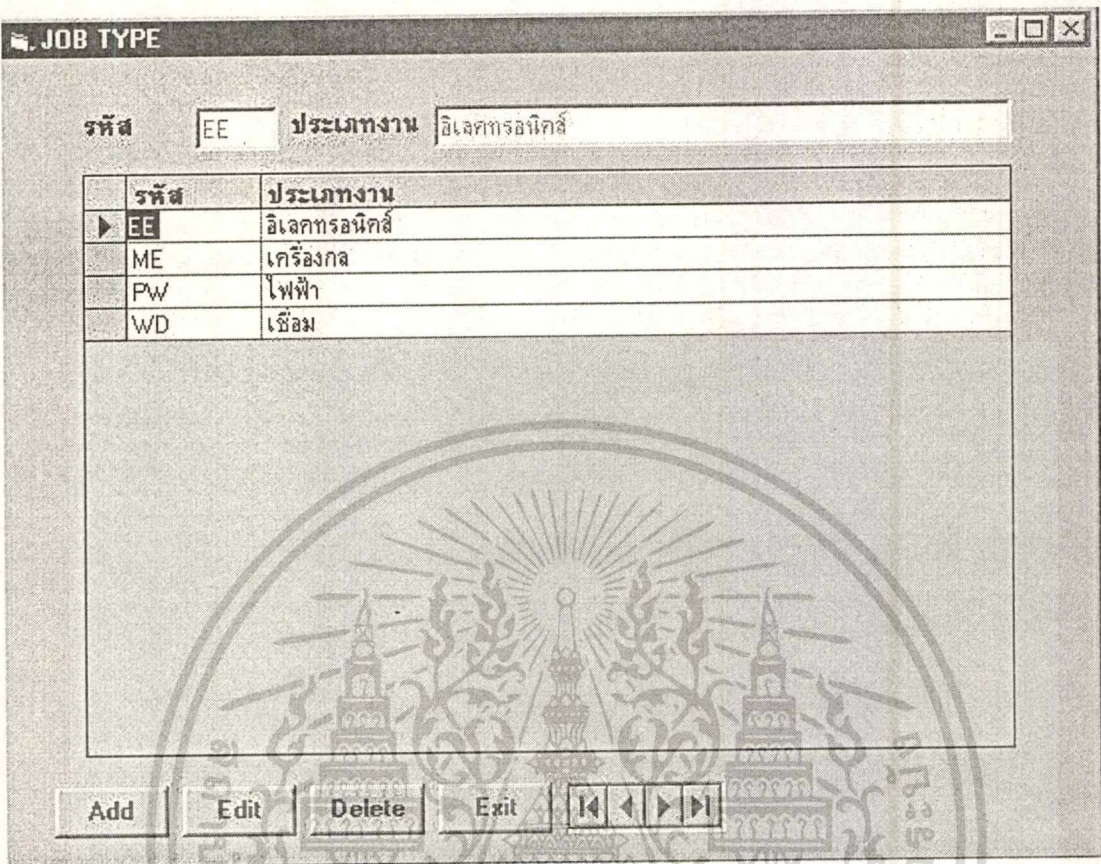 JOB TYPE
รหัส EE ประเภทงาน อิเลคทรอนิคส์
รหัส ประเภทงาน
EE อิเลคทรอนิคส์
ME เครื่องกล
PW ไฟฟ้า
WD เชื่อม
Add Edit Delete Exit